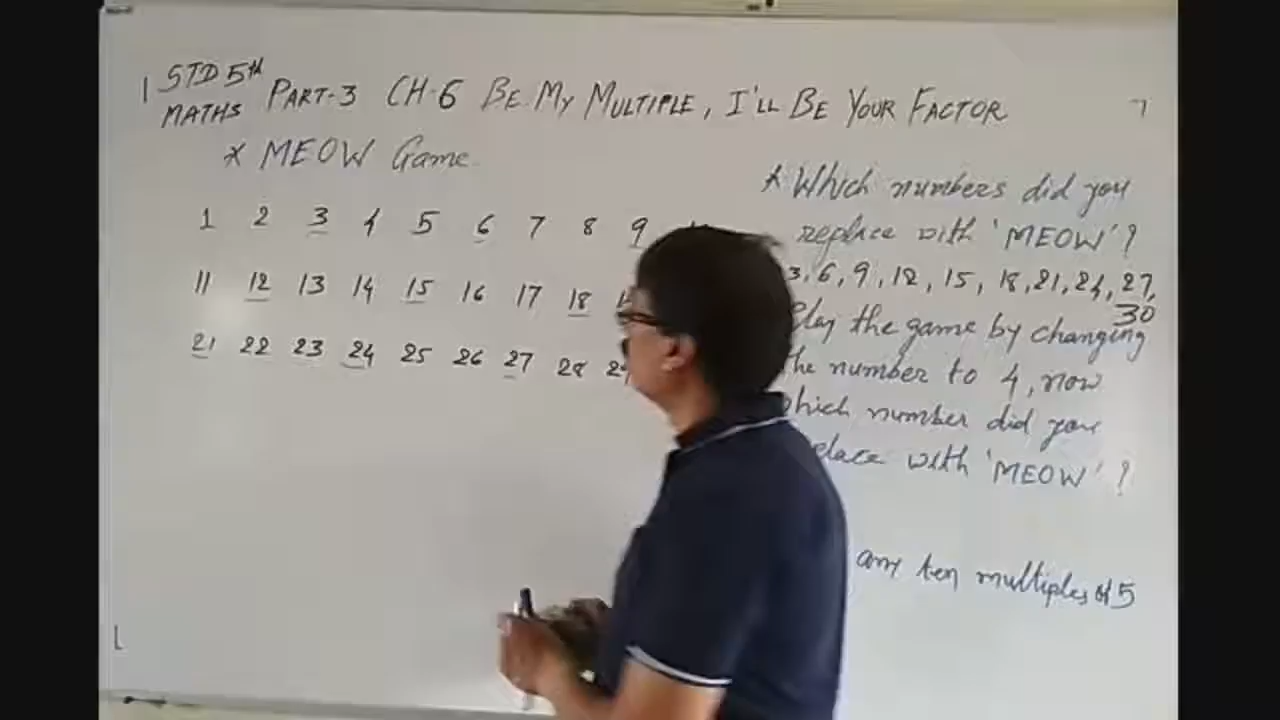 STD 5th
MATHS
PART-3 CH-6 BE MY MULTIPLE, I'LL BE YOUR FACTOR
* MEOW Game
1 2 3 4 5 6 7 8 9
11 12 13 14 15 16 17 18
21 22 23 24 25 26 27 28
* Which numbers did you
replace with 'MEOW'?
3, 6, 9, 12, 15, 18, 21, 24, 27,
30
Play the game by changing
the number to 4, now
which number did you
replace with 'MEOW'?
any ten multiples of 5